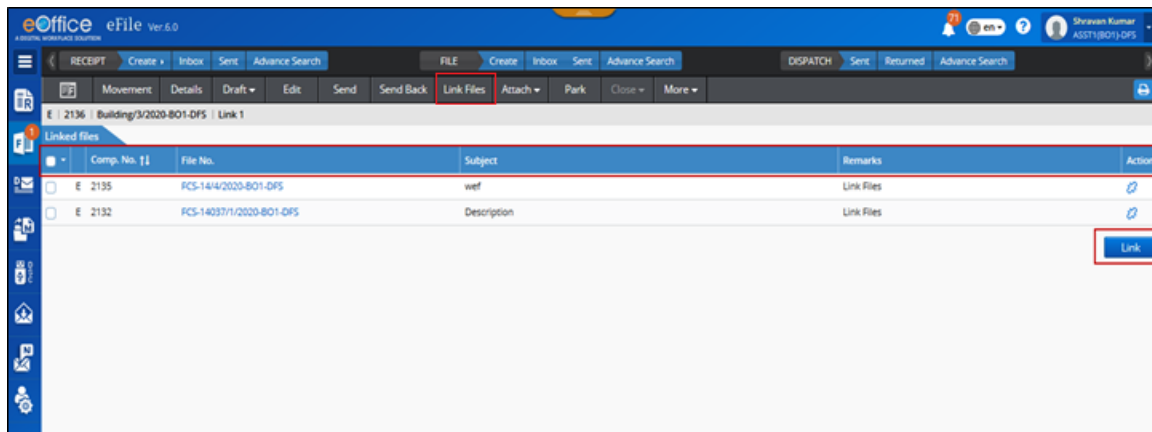 eOffice eFile Ver.6.0 71 en ? Shravan Kumar
A DIGITAL WORKPLACE SOLUTION ASST1(BO1)-DFS
RECEIPT Create Inbox Sent Advance Search FILE Create Inbox Sent Advance Search DISPATCH Sent Returned Advance Search
Movement Details Draft Edit Send Send Back Link Files Attach Park Close More
E | 2136 | Building/3/2020-BO1-DFS | Link 1
Linked files
Comp. No. File No. Subject Remarks Action
E 2135 FCS-14/4/2020-BO1-DFS wef Link Files
E 2132 FCS-14037/1/2020-BO1-DFS Description Link Files
Link
R
F 1
D
M
N